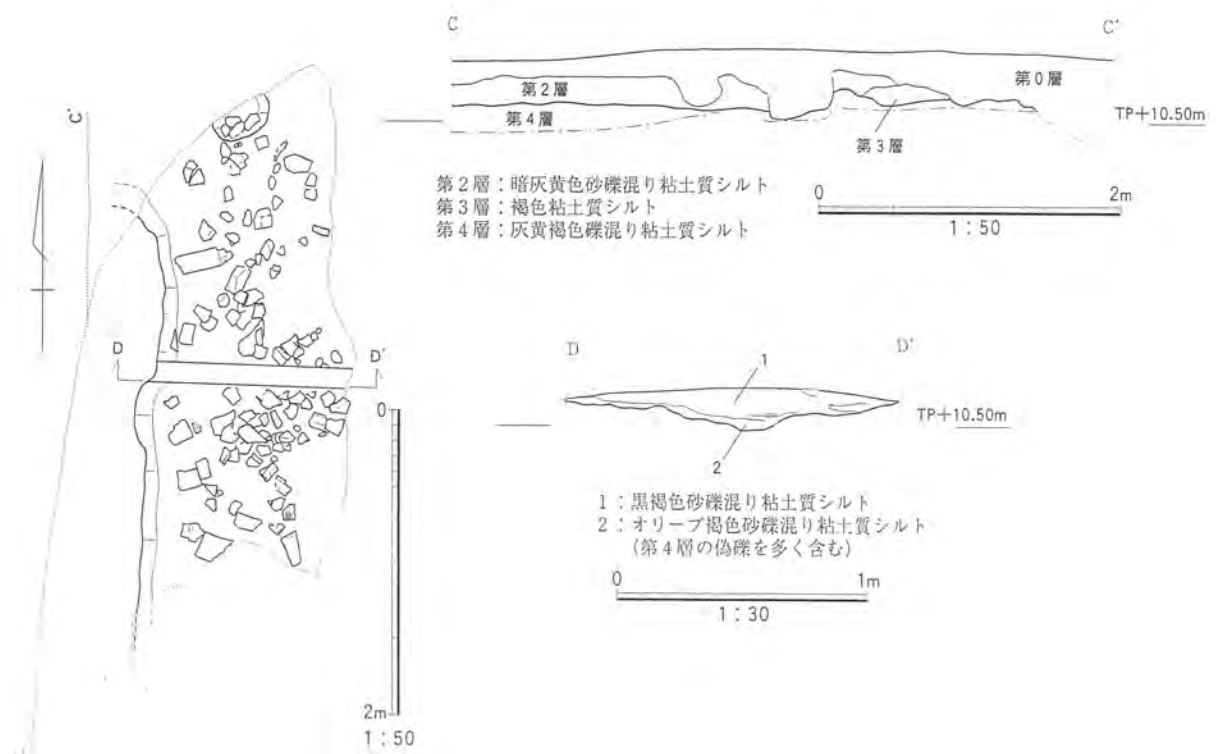 C C'
第2層
第0層
第4層
TP+10.50m
第3層
第2層：暗灰黄色砂礫混り粘土質シルト
第3層：褐色粘土質シルト
第4層：灰黄褐色礫混り粘土質シルト
0 2m
1：50
C'
D D'
0
2m
1：50
D D'
1
TP+10.50m
2
1：黒褐色砂礫混り粘土質シルト
2：オリーブ褐色砂礫混り粘土質シルト
(第4層の偽礫を多く含む)
0 1m
1：30